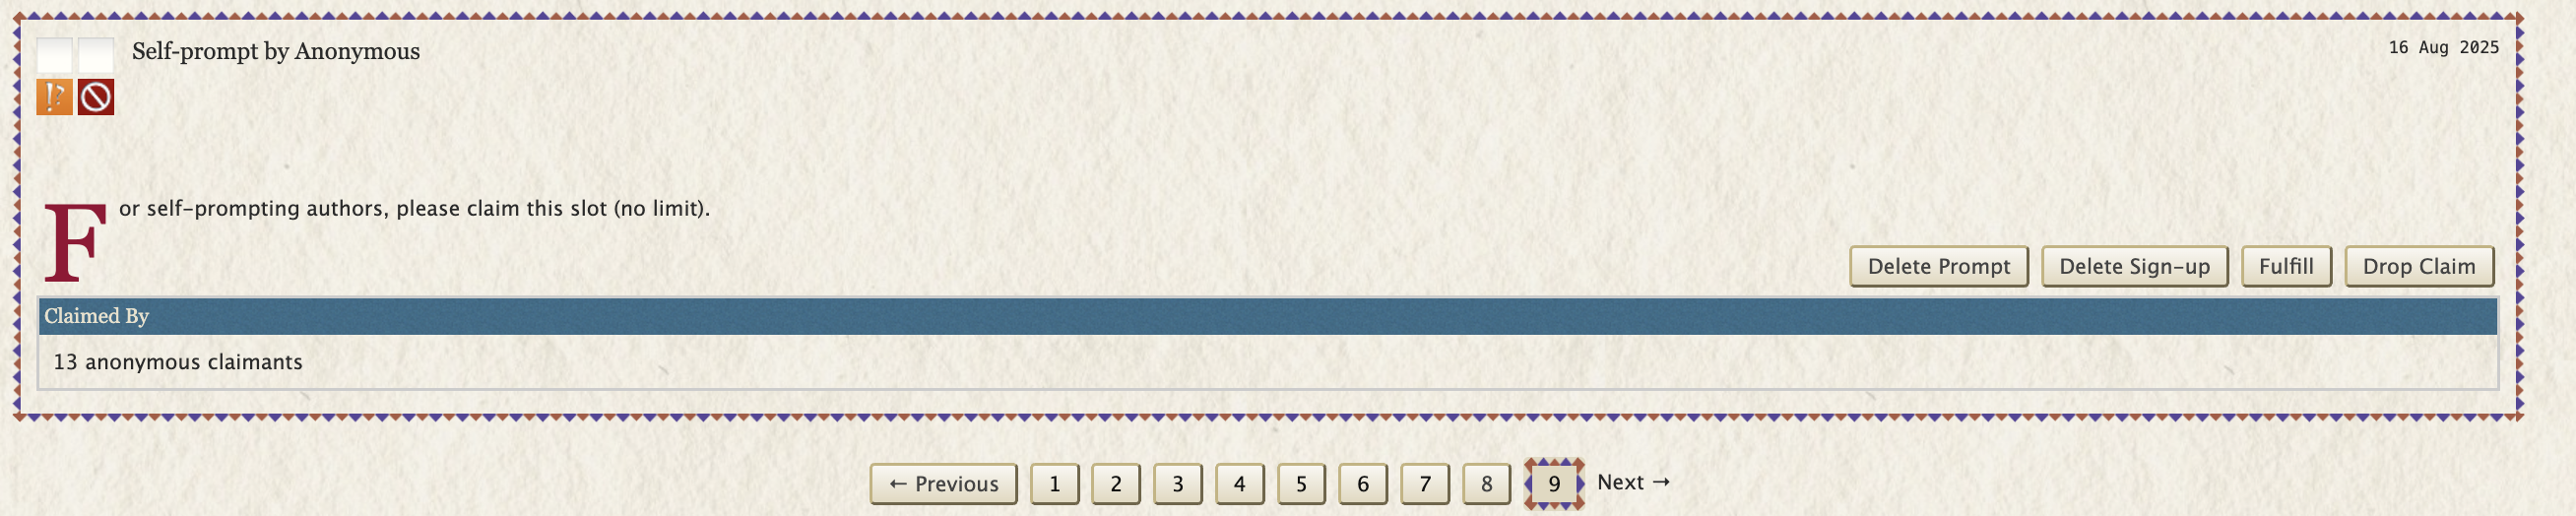 Self-prompt by Anonymous
16 Aug 2025
!?
For self-prompting authors, please claim this slot (no limit).
Delete Prompt Delete Sign-up Fulfill Drop Claim
Claimed By
13 anonymous claimants
← Previous 1 2 3 4 5 6 7 8 9 Next →